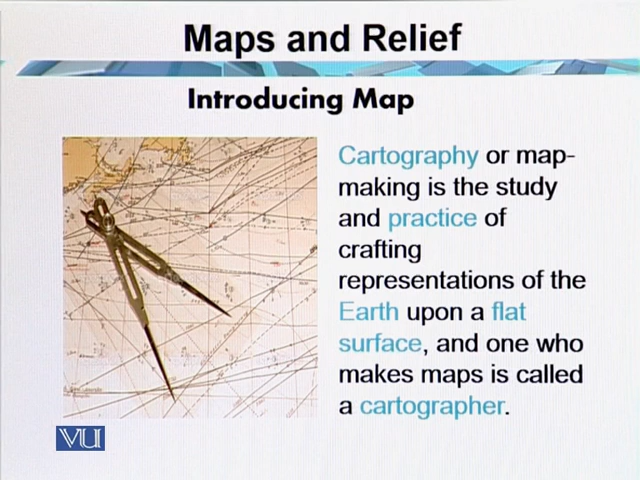 Maps and Relief
Introducing Map
Cartography or map-
making is the study
and practice of
crafting
representations of the
Earth upon a flat
surface, and one who
makes maps is called
a cartographer.
VU